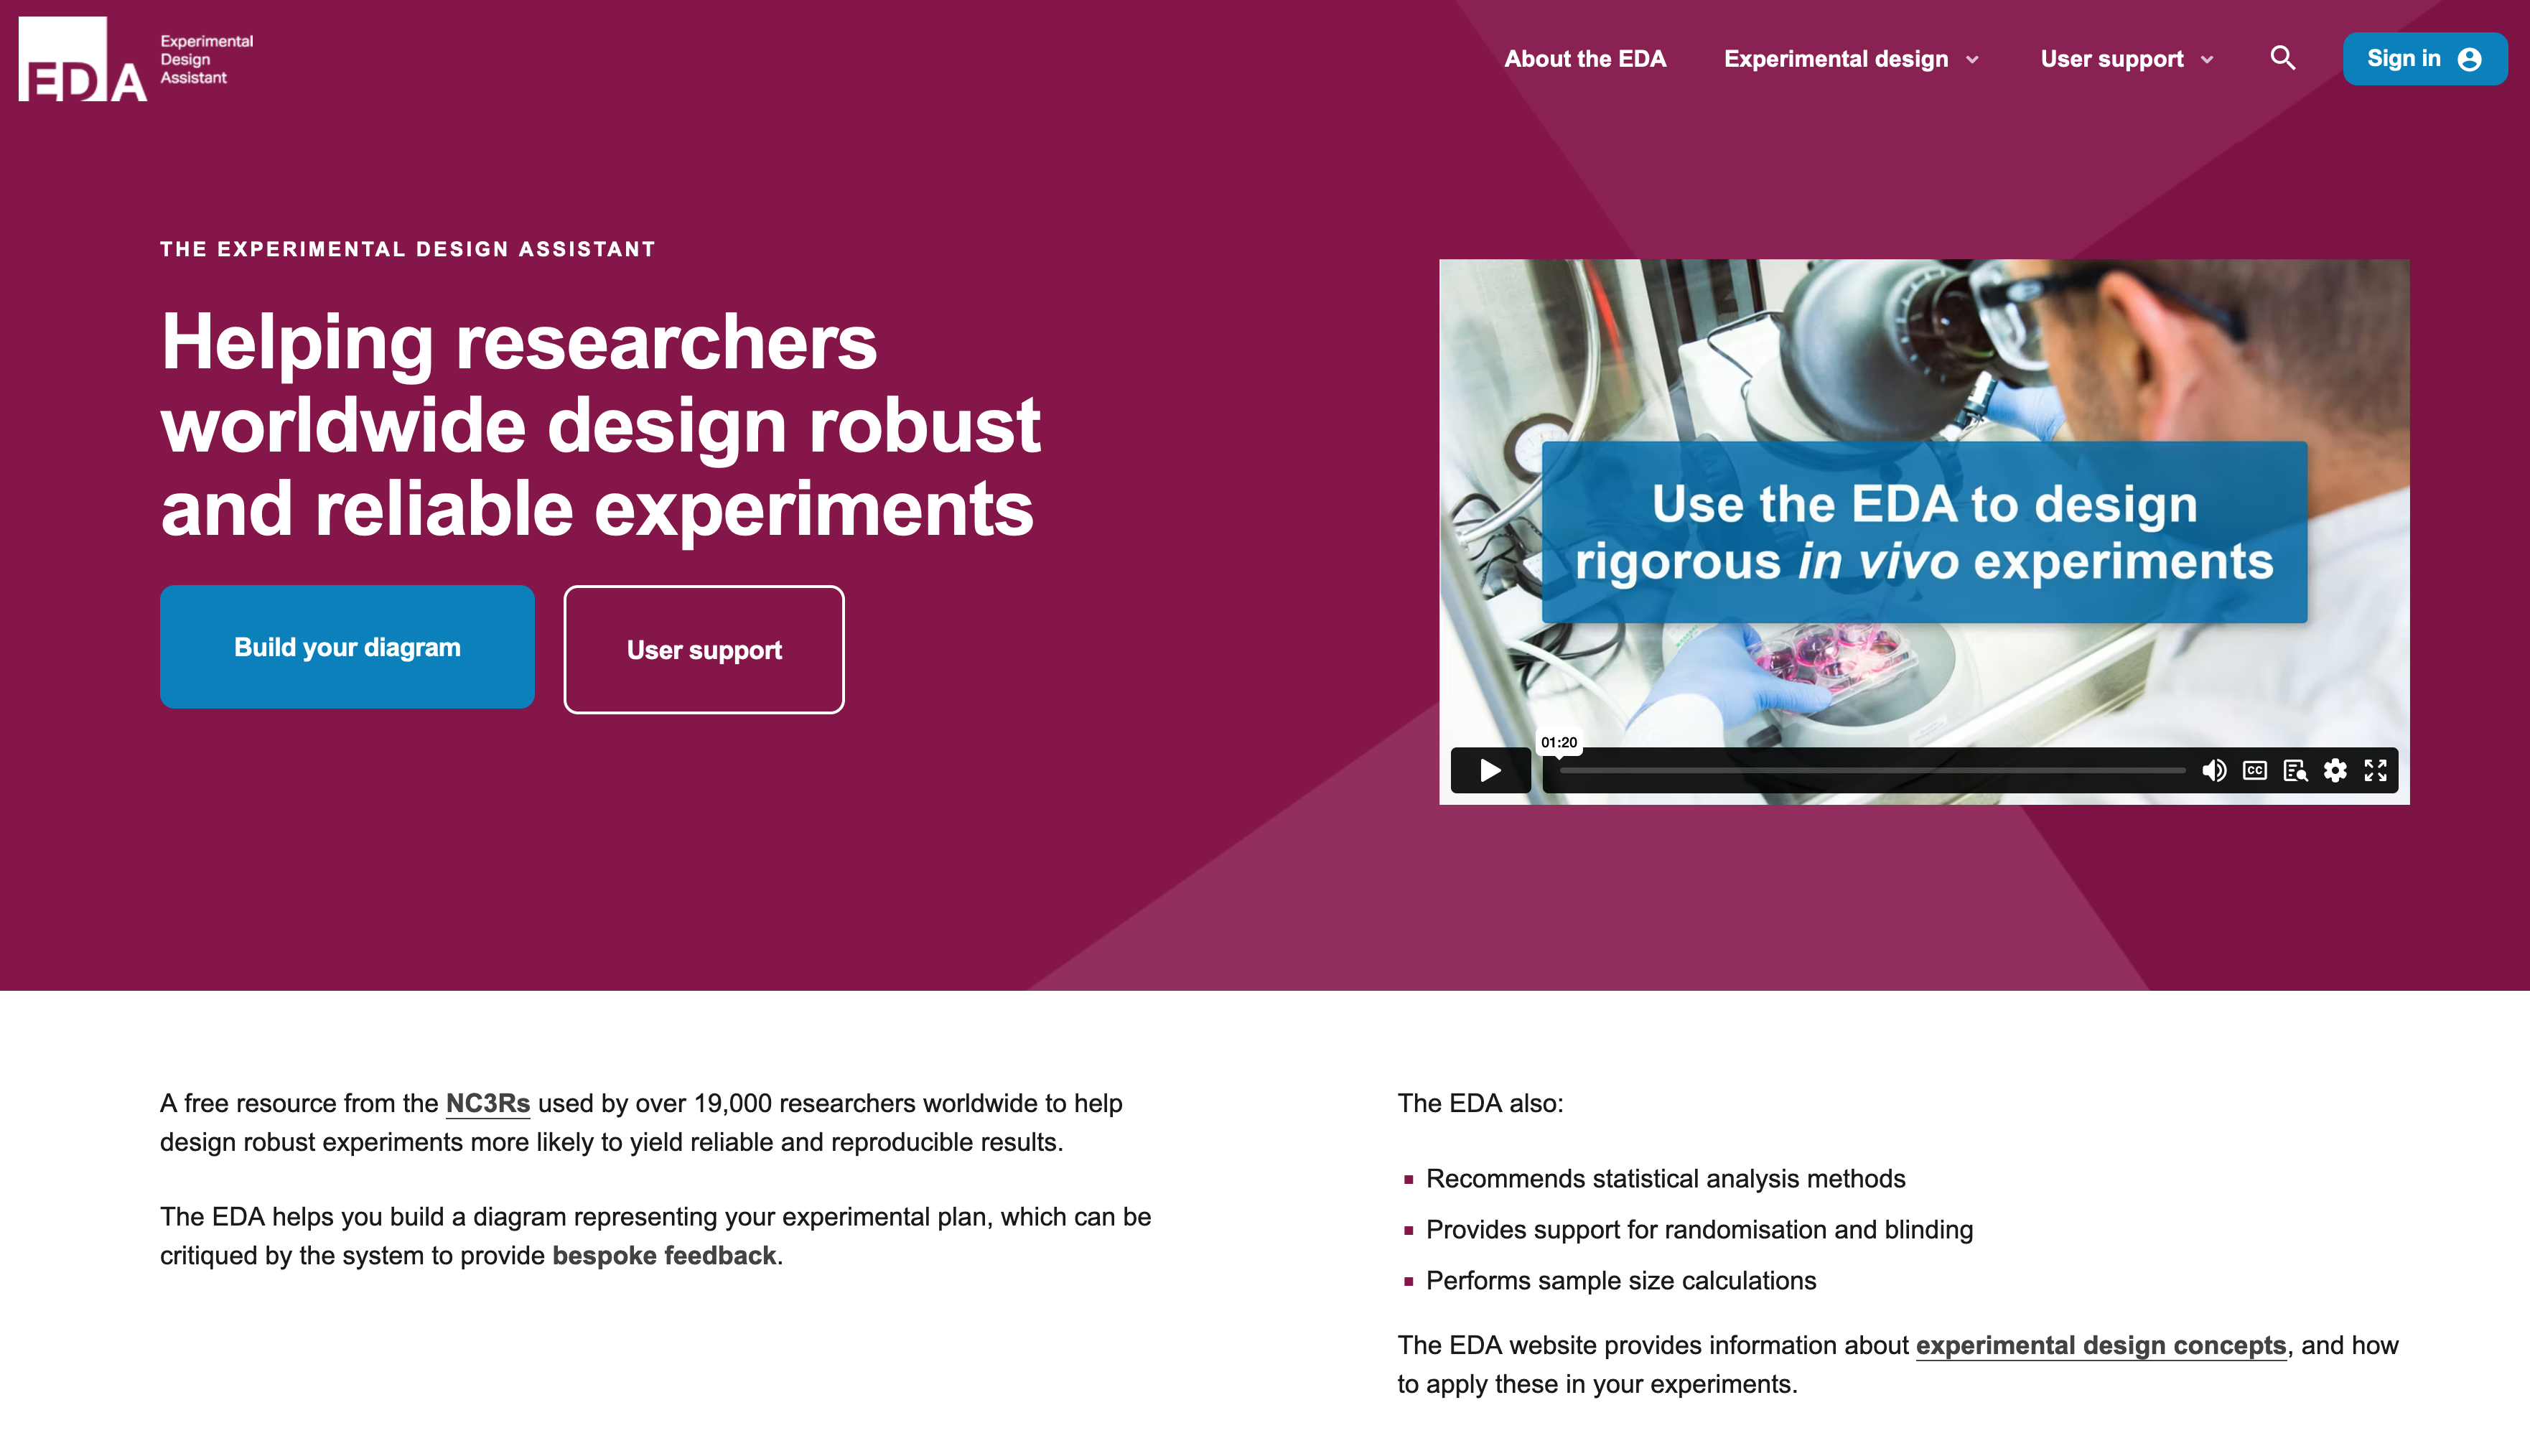 EDA
Experimental
Design
Assistant
About the EDA
Experimental design
User support
Sign in
THE EXPERIMENTAL DESIGN ASSISTANT
Helping researchers
worldwide design robust
and reliable experiments
Build your diagram
User support
Use the EDA to design
rigorous in vivo experiments
01:20
CC
A free resource from the NC3Rs used by over 19,000 researchers worldwide to help
design robust experiments more likely to yield reliable and reproducible results.
The EDA helps you build a diagram representing your experimental plan, which can be
critiqued by the system to provide bespoke feedback.
The EDA also:
Recommends statistical analysis methods
Provides support for randomisation and blinding
Performs sample size calculations
The EDA website provides information about experimental design concepts, and how
to apply these in your experiments.